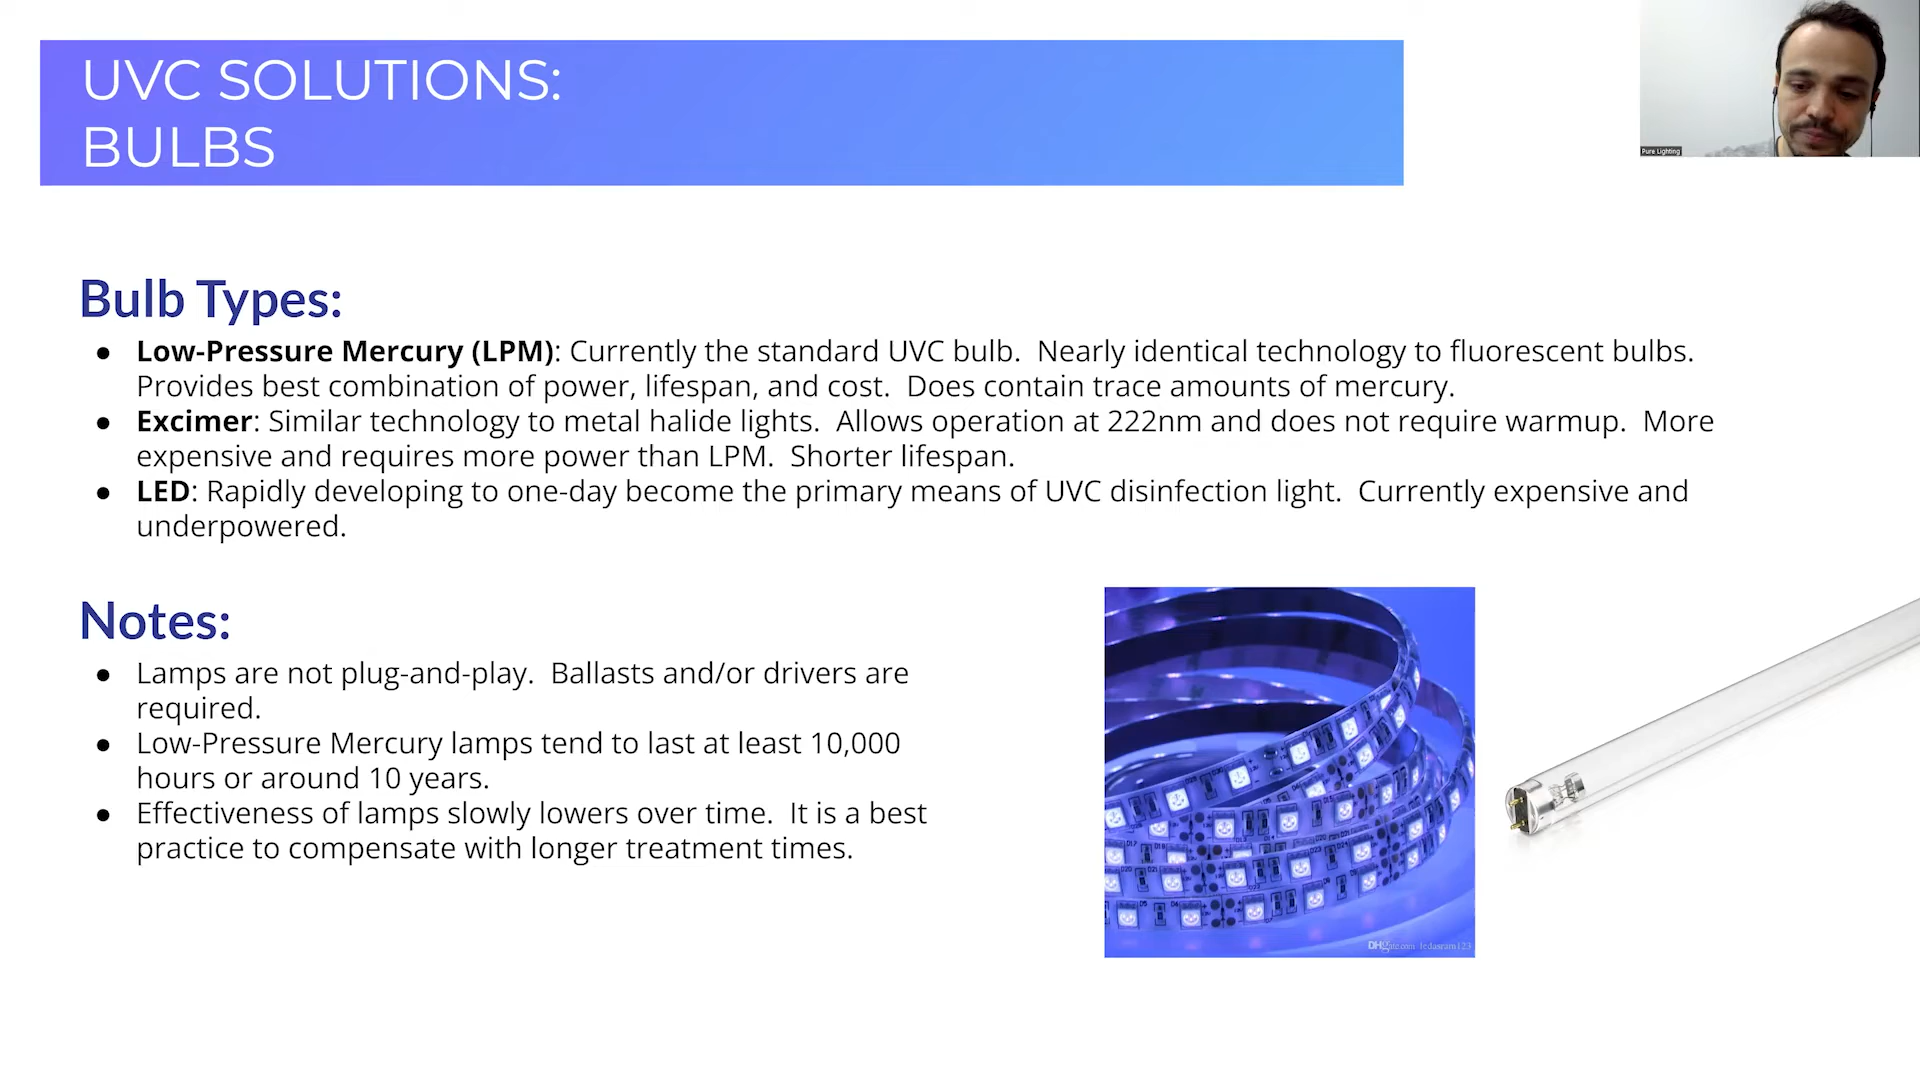 UVC SOLUTIONS:
BULBS
Pure Lighting
Bulb Types:
● Low-Pressure Mercury (LPM): Currently the standard UVC bulb. Nearly identical technology to fluorescent bulbs.
Provides best combination of power, lifespan, and cost. Does contain trace amounts of mercury.
● Excimer: Similar technology to metal halide lights. Allows operation at 222nm and does not require warmup. More
expensive and requires more power than LPM. Shorter lifespan.
● LED: Rapidly developing to one-day become the primary means of UVC disinfection light. Currently expensive and
underpowered.
Notes:
● Lamps are not plug-and-play. Ballasts and/or drivers are
required.
● Low-Pressure Mercury lamps tend to last at least 10,000
hours or around 10 years.
● Effectiveness of lamps slowly lowers over time. It is a best
practice to compensate with longer treatment times.
DHgate.com ledasram123